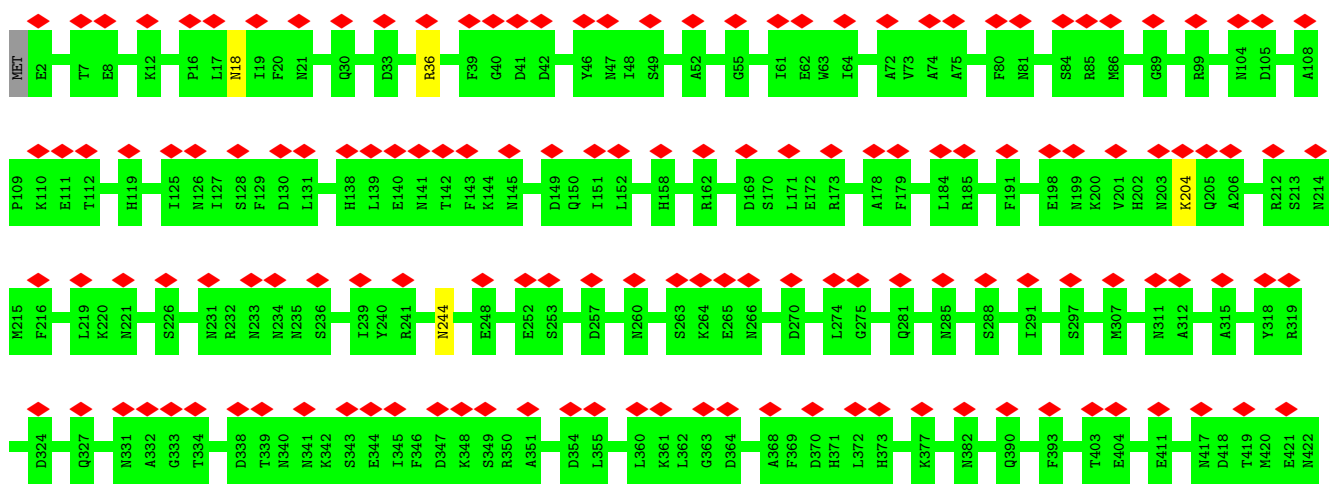 MET E2 T7 E8 K12 P16 L17 N18 I19 F20 N21 Q30 D33 R36 F39 G40 D41 D42 Y46 N47 I48 S49 A52 G55 I61 E62 W63 I64 A72 V73 A74 A75 F80 N81 S84 R85 M86 G89 R99 N104 D105 A108
P109 K110 E111 T112 H119 I125 N126 I127 S128 F129 D130 L131 H138 L139 E140 N141 T142 F143 K144 N145 D149 Q150 I151 L152 H158 R162 D169 S170 L171 E172 R173 A178 F179 L184 R185 F191 E198 N199 K200 V201 H202 N203 K204 Q205 A206 R212 S213 N214
M215 F216 L219 K220 N221 S226 N231 R232 N233 N234 N235 S236 I239 Y240 R241 N244 E248 E252 S253 D257 N260 S263 K264 E265 N266 D270 L274 G275 Q281 N285 S288 I291 S297 M307 N311 A312 A315 Y318 R319
D324 Q327 N331 A332 G333 T334 D338 T339 N340 N341 K342 S343 E344 I345 F346 D347 K348 S349 R350 A351 D354 L355 L360 K361 L362 G363 D364 A368 F369 D370 H371 L372 H373 K377 N382 Q390 F393 T403 E404 E411 N417 D418 T419 M420 E421 N422